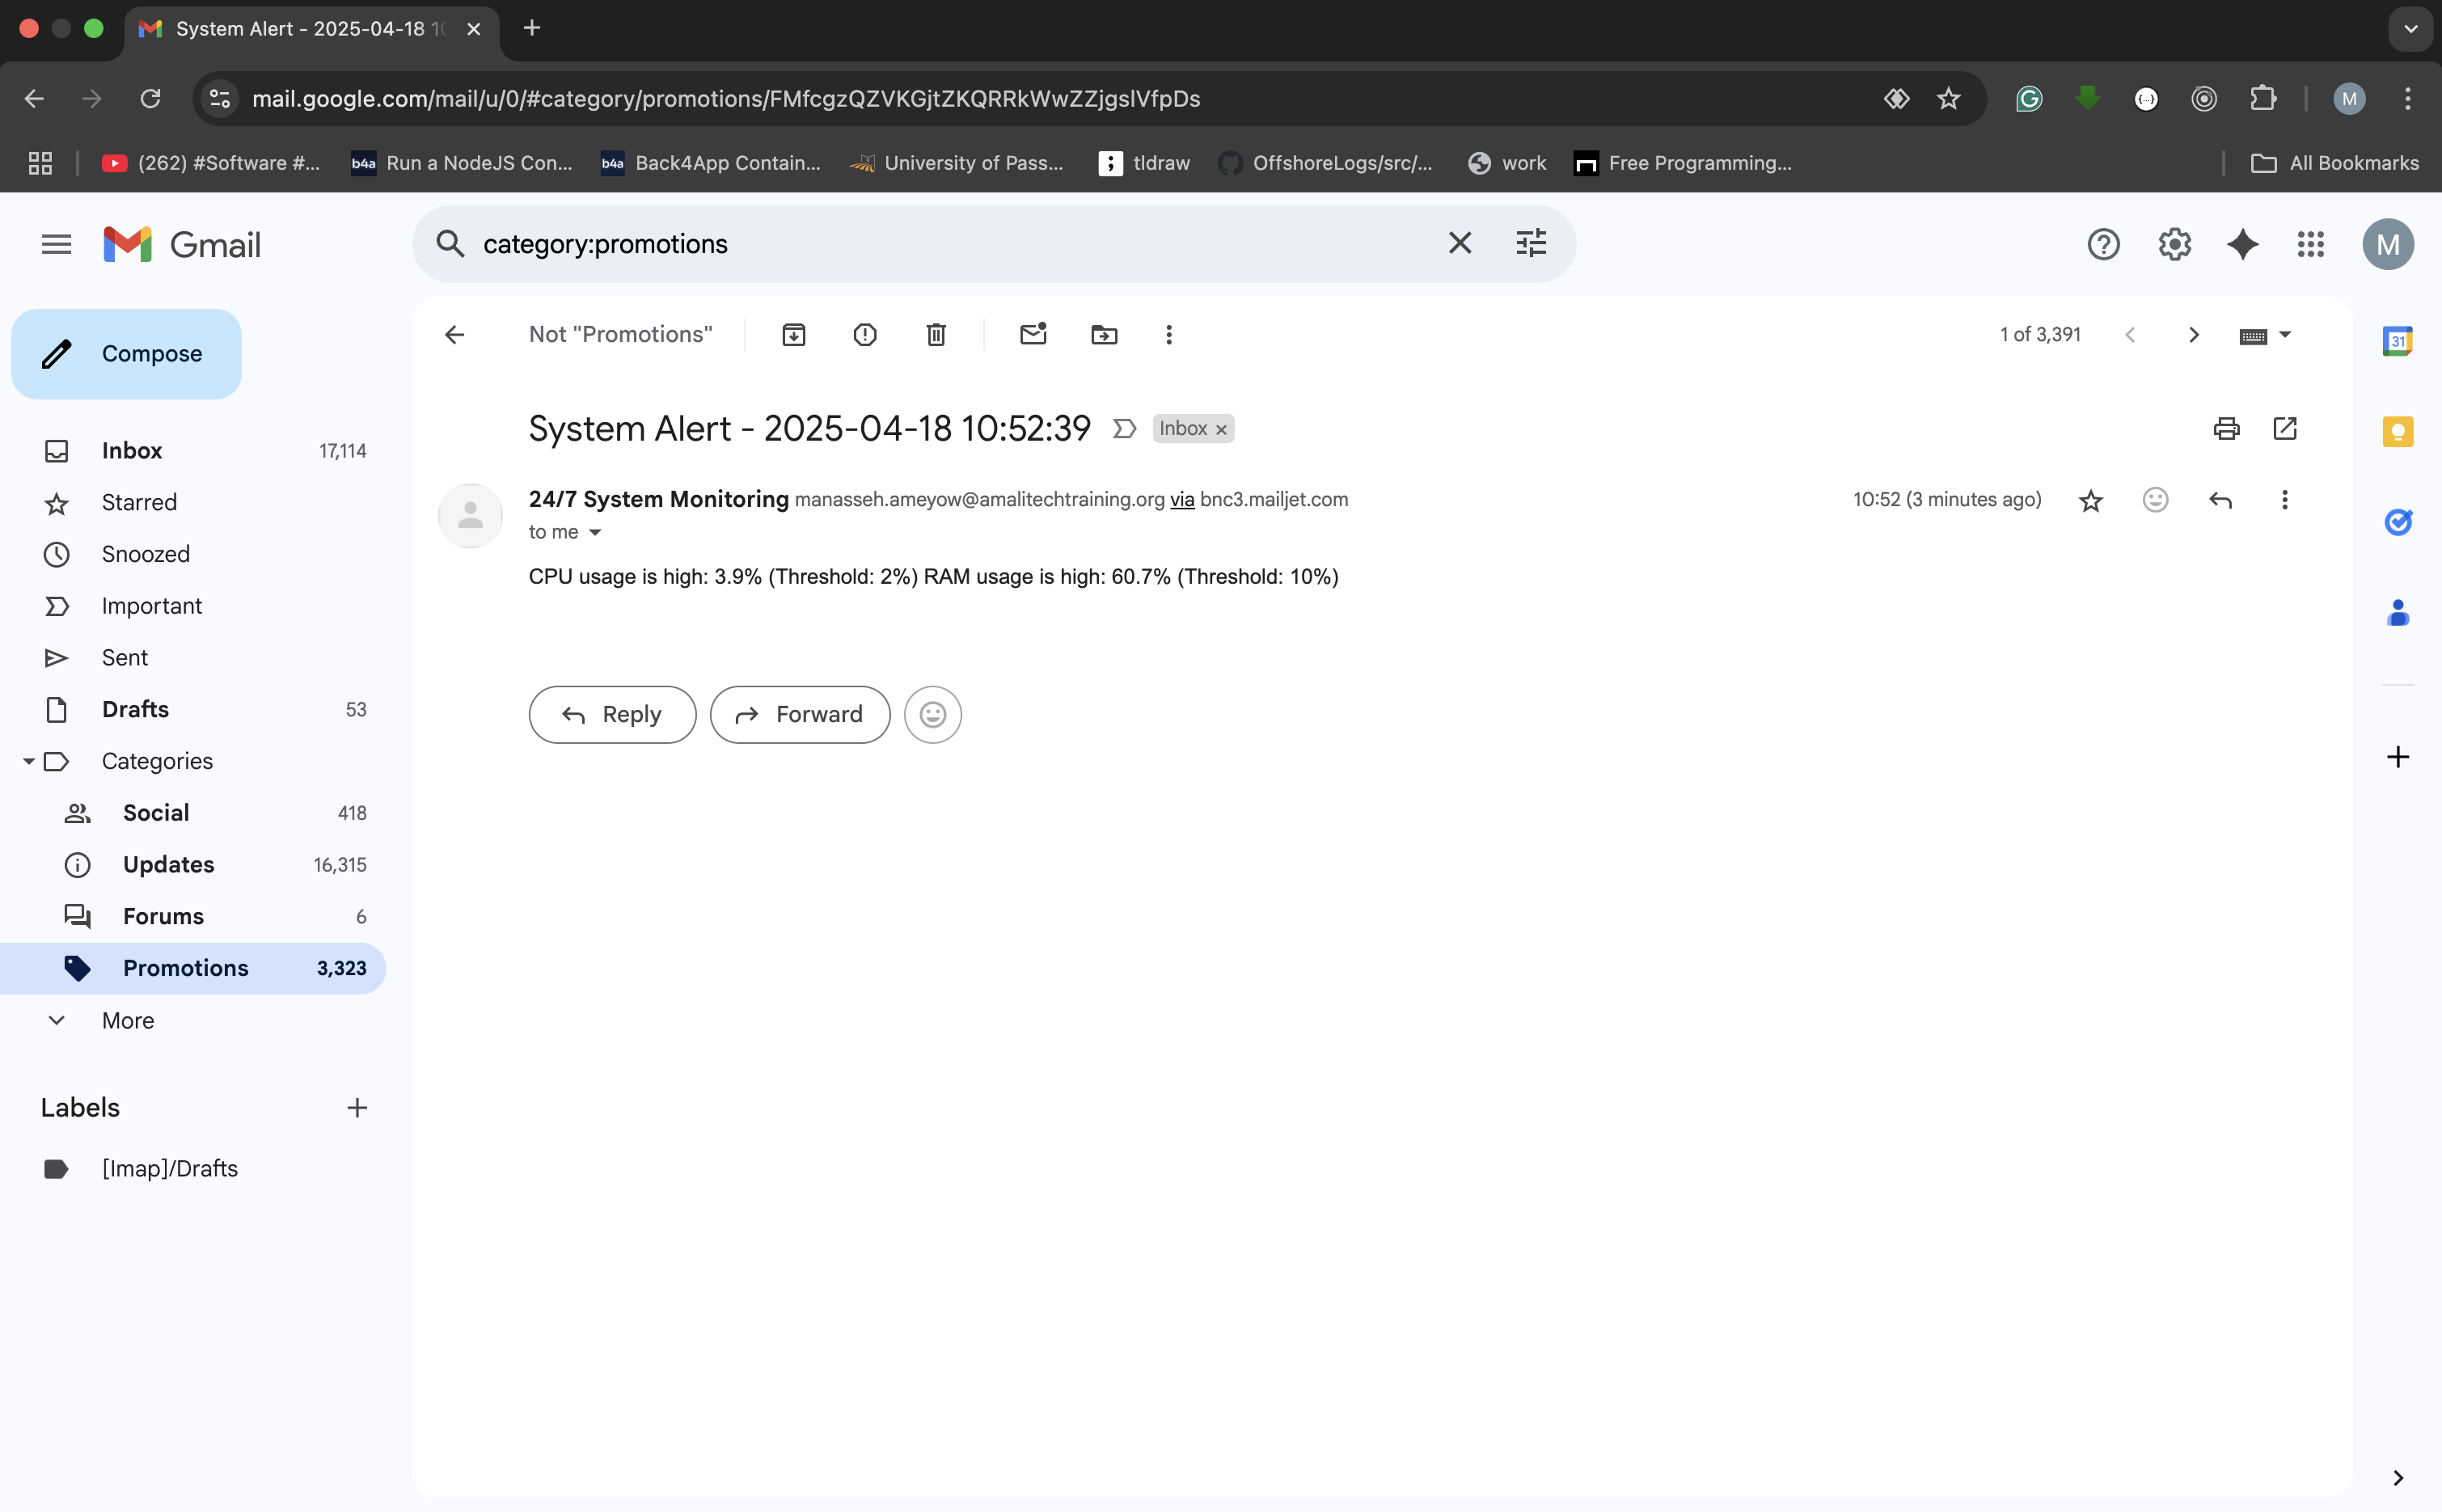 System Alert - 2025-04-18
mail.google.com/mail/u/0/#category/promotions/FMfcgzQZVKGjtZKQRRkWwZZjgslVfpDs
M
(262) #Software #...
b4a Run a NodeJS Con...
b4a Back4App Contain...
University of Pass...
tldraw
OffshoreLogs/src/...
work
Free Programming...
All Bookmarks
Gmail
category:promotions
M
Compose
Inbox 17,114
Starred
Snoozed
Important
Sent
Drafts 53
Categories
Social 418
Updates 16,315
Forums 6
Promotions 3,323
More
Labels
[Imap]/Drafts
Not "Promotions"
1 of 3,391
System Alert - 2025-04-18 10:52:39 Inbox
24/7 System Monitoring manasseh.ameyow@amalitechtraining.org via bnc3.mailjet.com
10:52 (3 minutes ago)
to me
CPU usage is high: 3.9% (Threshold: 2%) RAM usage is high: 60.7% (Threshold: 10%)
Reply
Forward
31